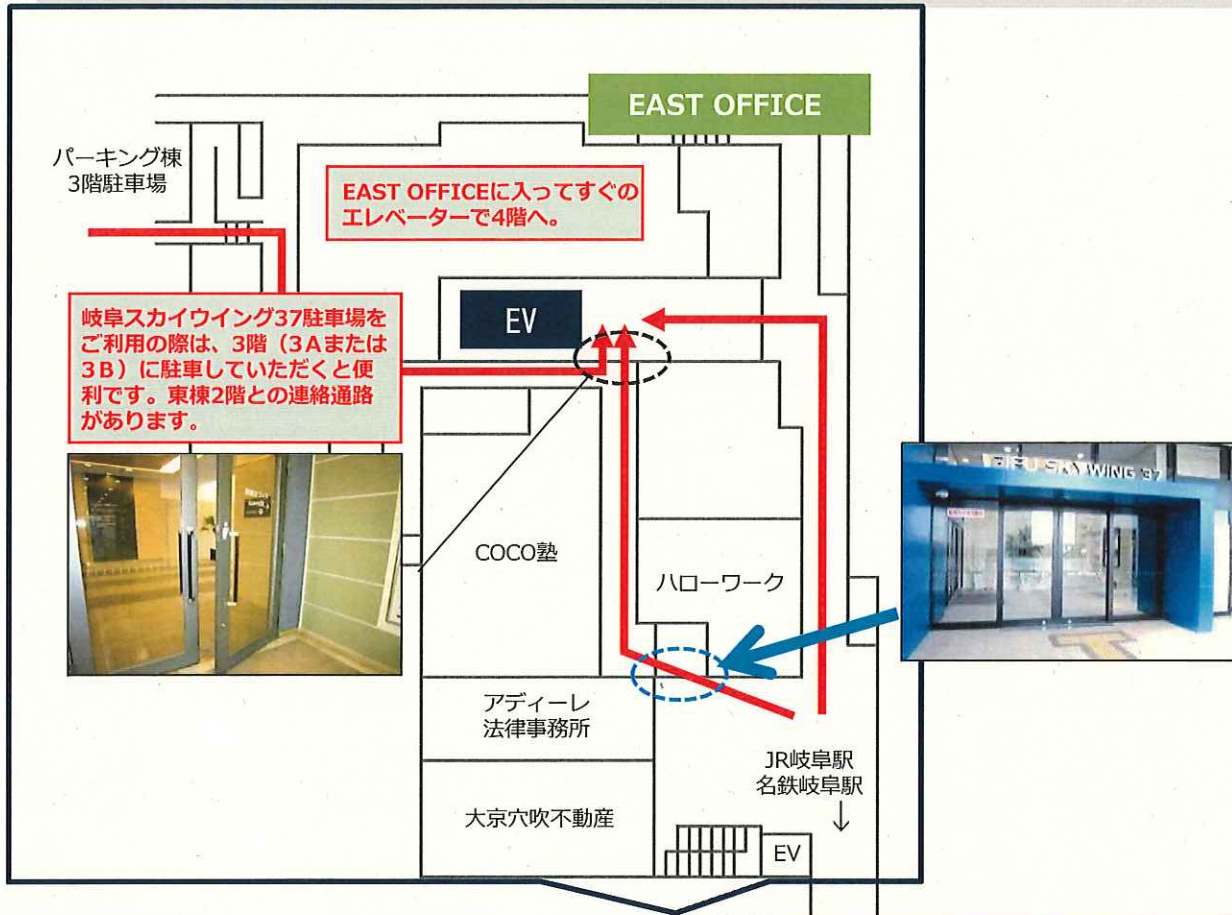 EAST OFFICE
パーキング棟
3階駐車場
EAST OFFICEに入ってすぐの
エレベーターで4階へ。
岐阜スカイウイング37駐車場を
ご利用の際は、3階（3Aまたは
3B）に駐車していただくと便
利です。東棟2階との連絡通路
があります。
EV
GIFU SKY WING 37
COCO塾
ハローワーク
アディーレ
法律事務所
JR岐阜駅
名鉄岐阜駅
大京穴吹不動産
EV